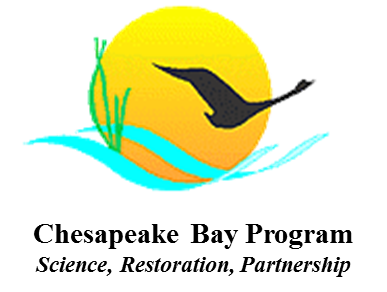 Chesapeake Bay Program
Science, Restoration, Partnership